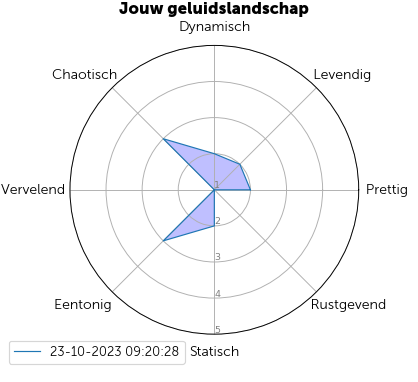 Jouw geluidslandschap
Dynamisch
Chaotisch
Levendig
Vervelend
1
Prettig
2
3
4
Eentonig
Rustgevend
5
23-10-2023 09:20:28
Statisch